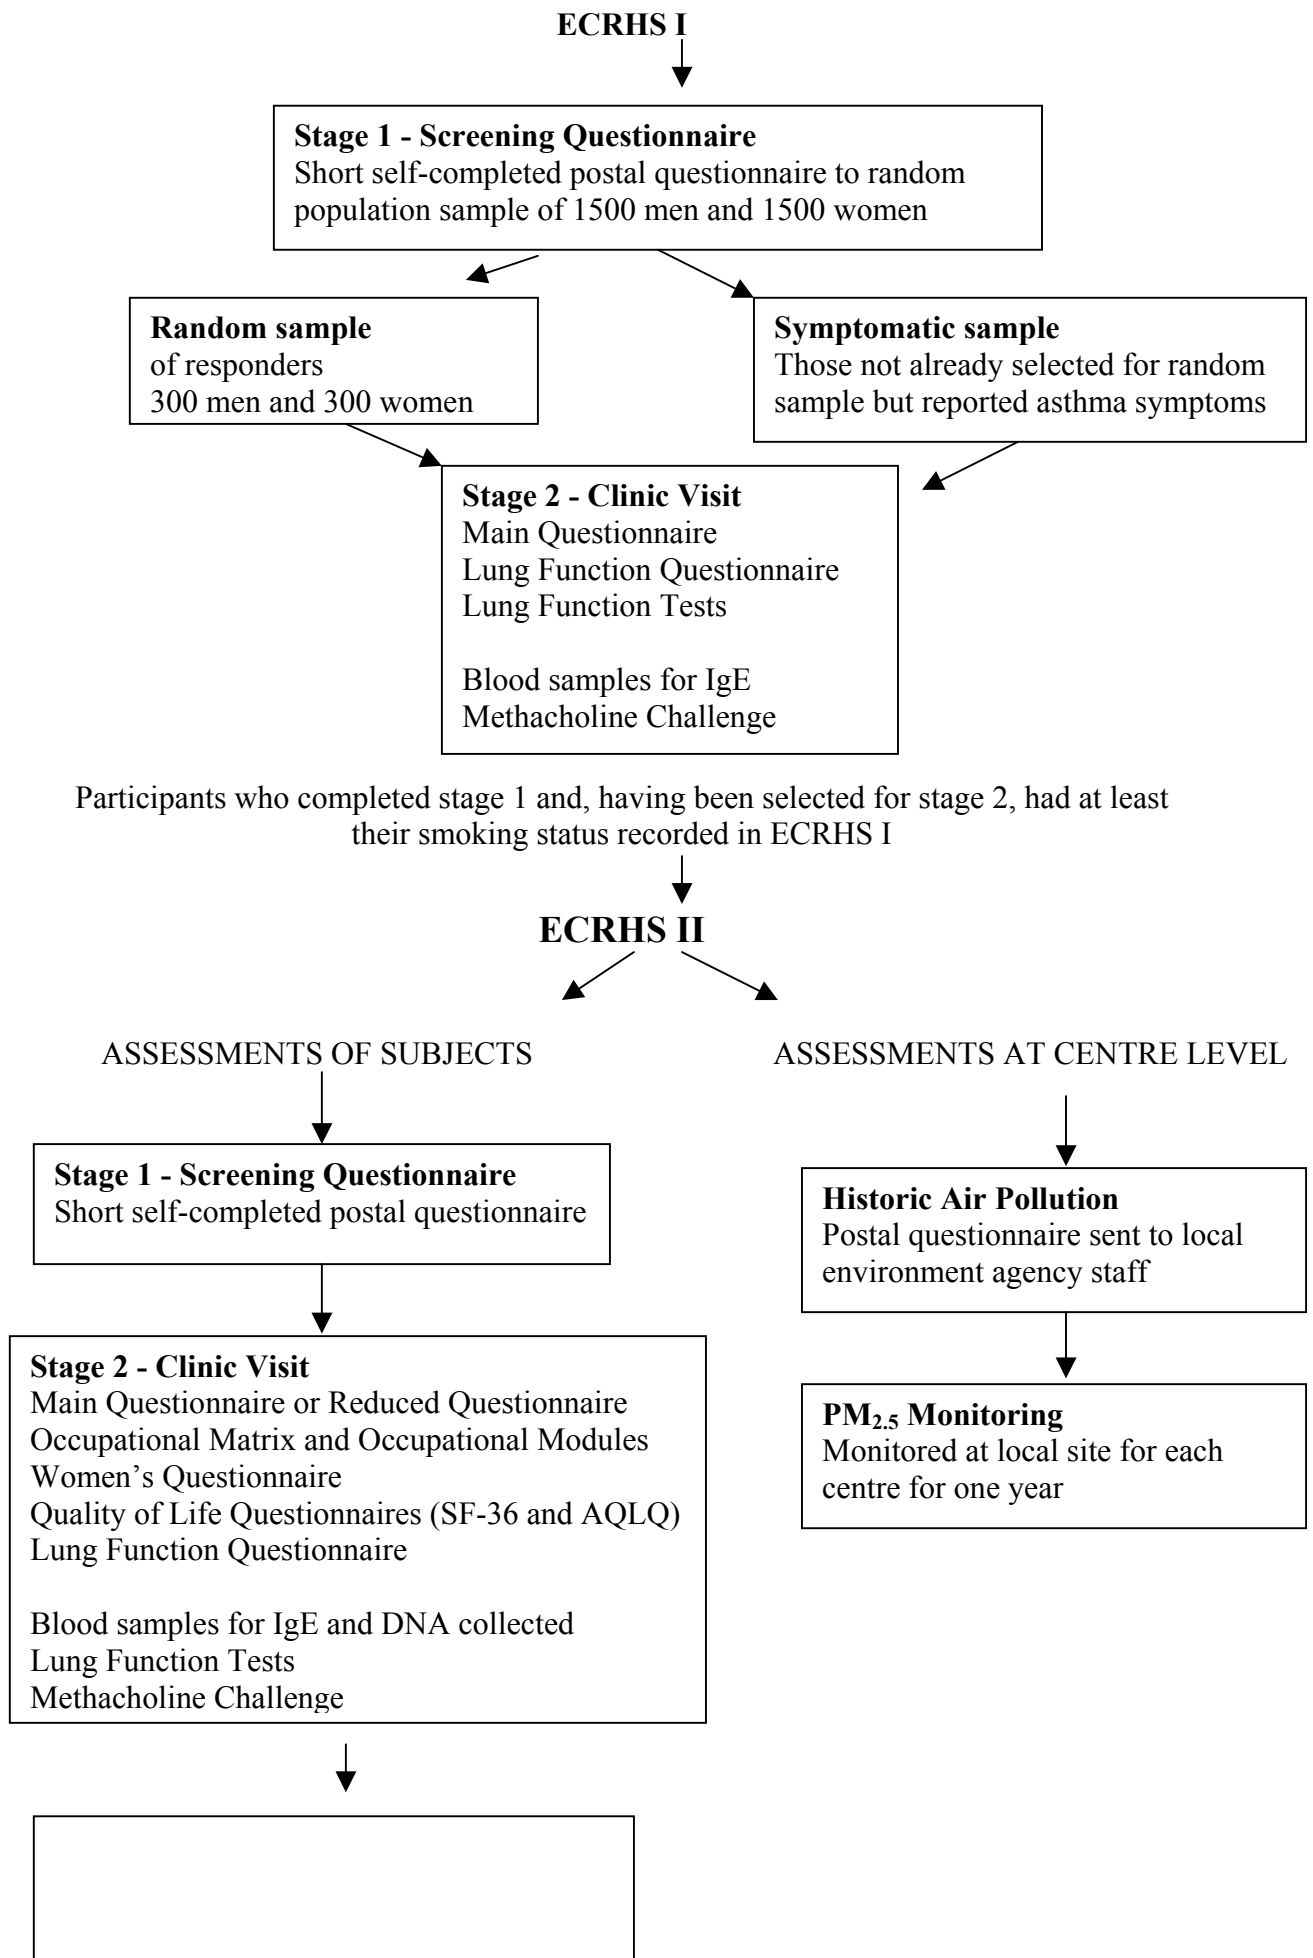 ECRHS I
Stage 1 - Screening Questionnaire
Short self-completed postal questionnaire to random
population sample of 1500 men and 1500 women
Random sample
of responders
300 men and 300 women
Symptomatic sample
Those not already selected for random
sample but reported asthma symptoms
Stage 2 - Clinic Visit
Main Questionnaire
Lung Function Questionnaire
Lung Function Tests
Blood samples for IgE
Methacholine Challenge
Participants who completed stage 1 and, having been selected for stage 2, had at least
their smoking status recorded in ECRHS I
ECRHS II
ASSESSMENTS OF SUBJECTS
Stage 1 - Screening Questionnaire
Short self-completed postal questionnaire
Stage 2 - Clinic Visit
Main Questionnaire or Reduced Questionnaire
Occupational Matrix and Occupational Modules
Women’s Questionnaire
Quality of Life Questionnaires (SF-36 and AQLQ)
Lung Function Questionnaire
Blood samples for IgE and DNA collected
Lung Function Tests
Methacholine Challenge
ASSESSMENTS AT CENTRE LEVEL
Historic Air Pollution
Postal questionnaire sent to local
environment agency staff
PM2.5 Monitoring
Monitored at local site for each
centre for one year